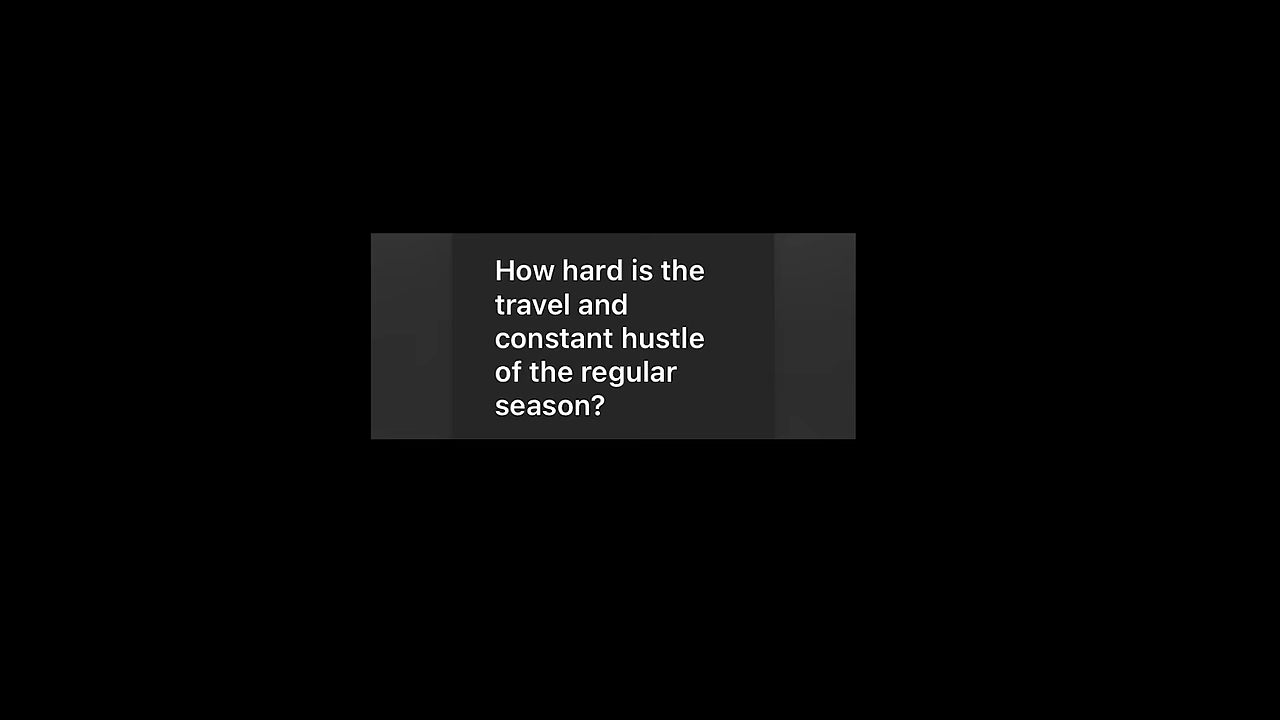 How hard is the
travel and
constant hustle
of the regular
season?